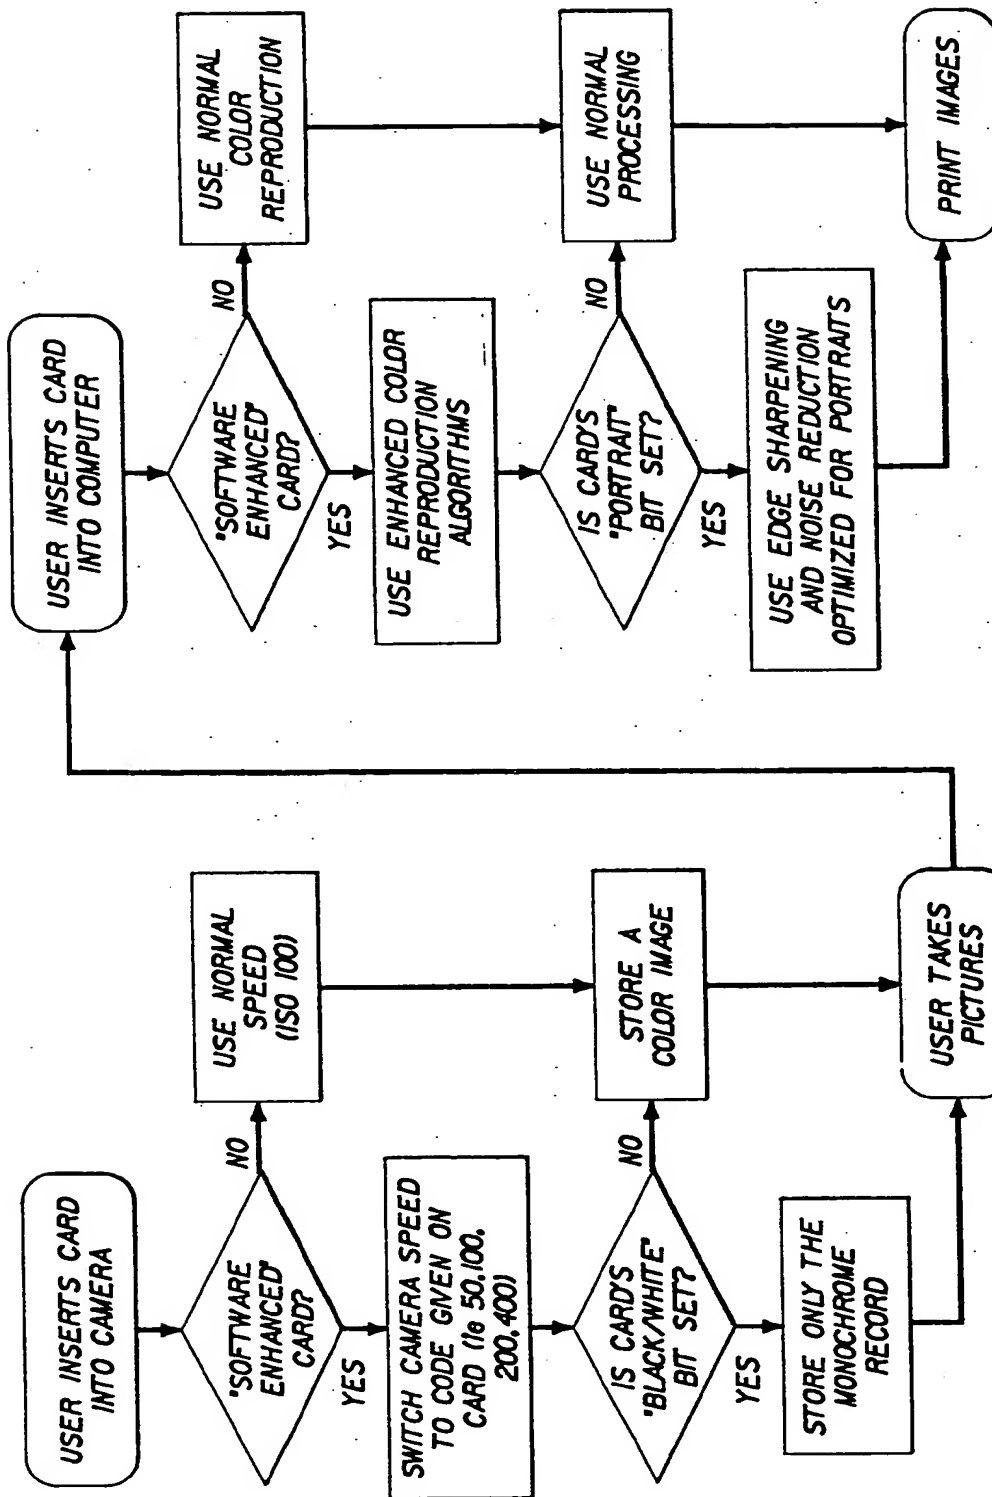 USER INSERTS CARD
INTO CAMERA
"SOFTWARE
ENHANCED"
CARD?
NO
USE NORMAL
SPEED
(ISO 100)
YES
SWITCH CAMERA SPEED
TO CODE GIVEN ON
CARD (ie 50,100,
200,400)
IS CARD'S
"BLACK/WHITE"
BIT SET?
NO
STORE A
COLOR IMAGE
YES
STORE ONLY THE
MONOCHROME
RECORD
USER TAKES
PICTURES
USER INSERTS CARD
INTO COMPUTER
"SOFTWARE
ENHANCED"
CARD?
NO
USE NORMAL
COLOR
REPRODUCTION
YES
USE ENHANCED COLOR
REPRODUCTION
ALGORITHMS
IS CARD'S
"PORTRAIT"
BIT SET?
NO
USE NORMAL
PROCESSING
YES
USE EDGE SHARPENING
AND NOISE REDUCTION
OPTIMIZED FOR PORTRAITS
PRINT IMAGES